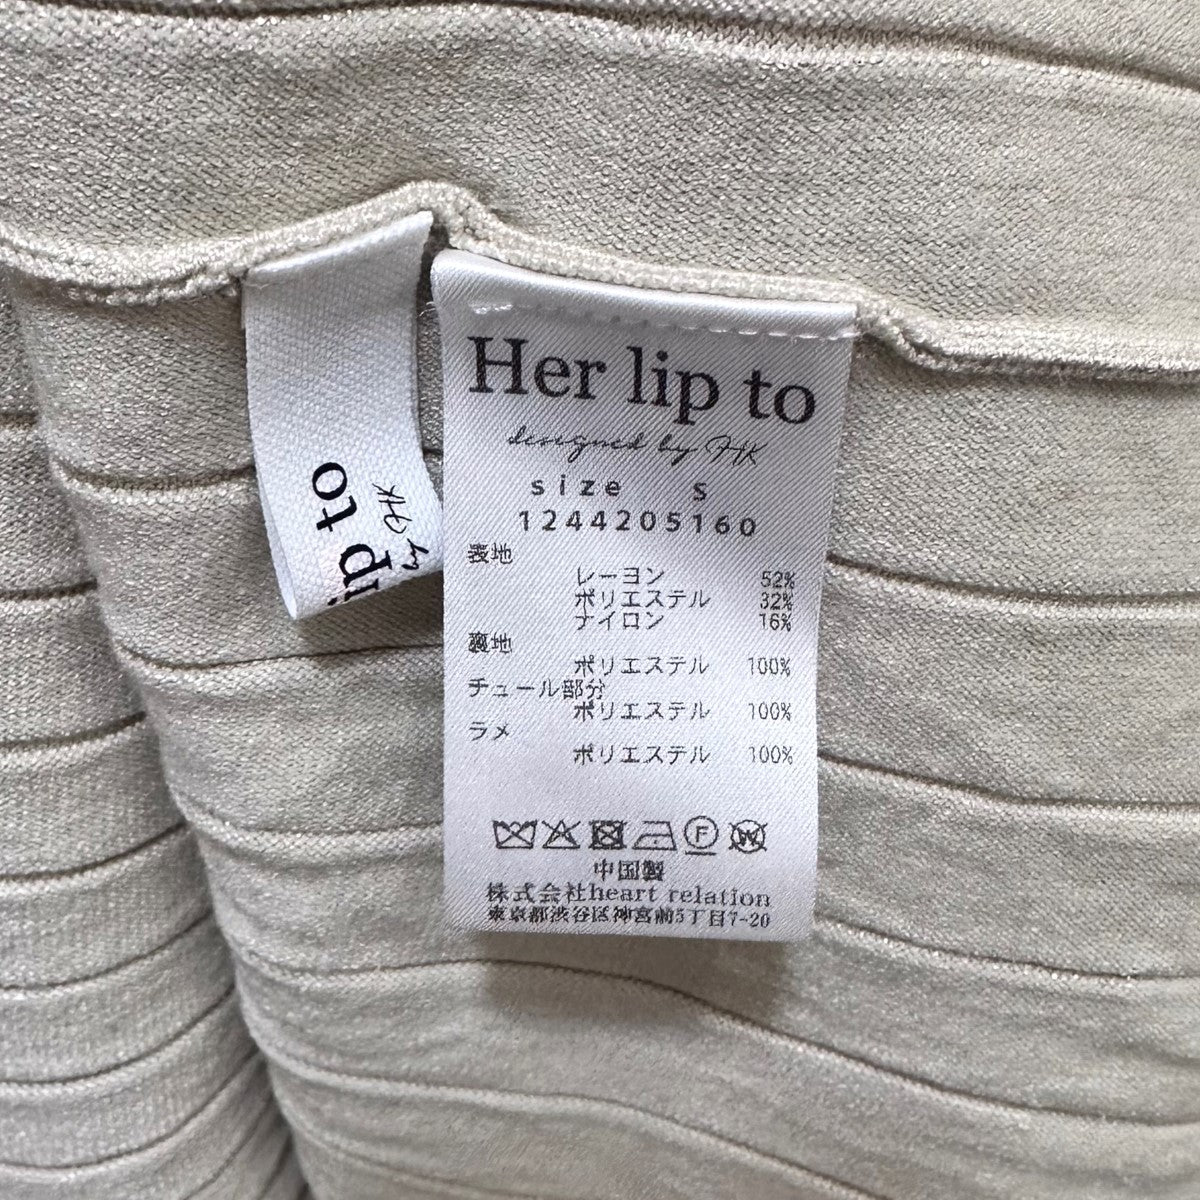 to
lip
by HK
Her lip to
designed by HK
size S
1244205160
表地
レーヨン 52%
ポリエステル 32%
ナイロン 16%
裏地
ポリエステル 100%
チュール部分
ポリエステル 100%
ラメ
ポリエステル 100%
F
W
中国製
株式会社heart relation
東京都渋谷区神宮前5丁目7-20